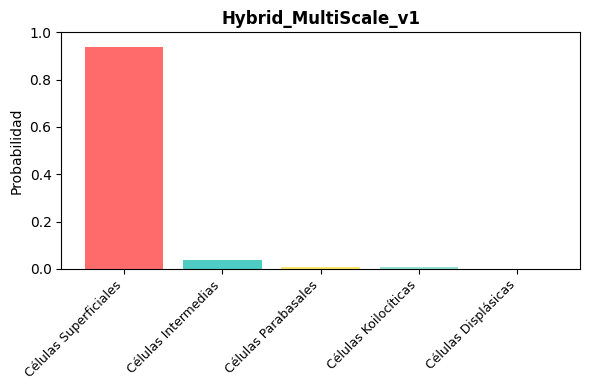 Hybrid_MultiScale_v1
Probabilidad
1.0
0.8
0.6
0.4
0.2
0.0
Células Superficiales
Células Intermedias
Células Parabasales
Células Koilocíticas
Células Displásicas